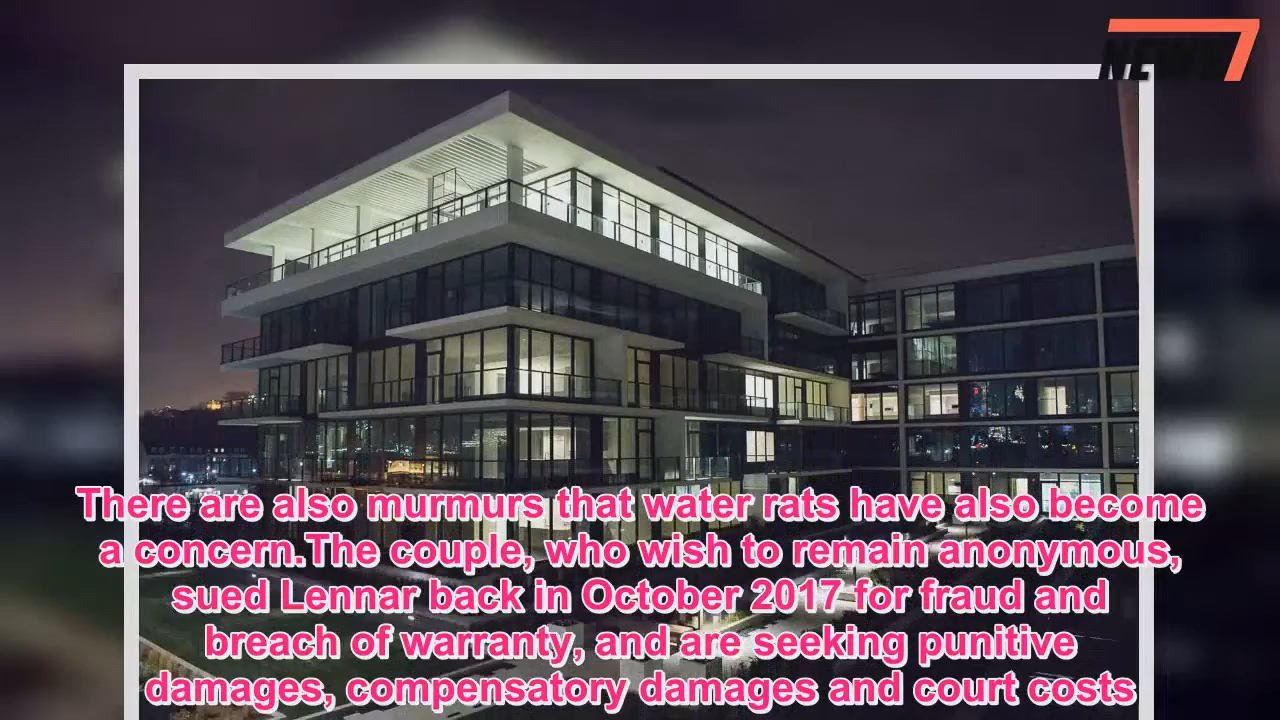 NEWS7
There are also murmurs that water rats have also become
a concern.The couple, who wish to remain anonymous,
sued Lennar back in October 2017 for fraud and
breach of warranty, and are seeking punitive
damages, compensatory damages and court costs